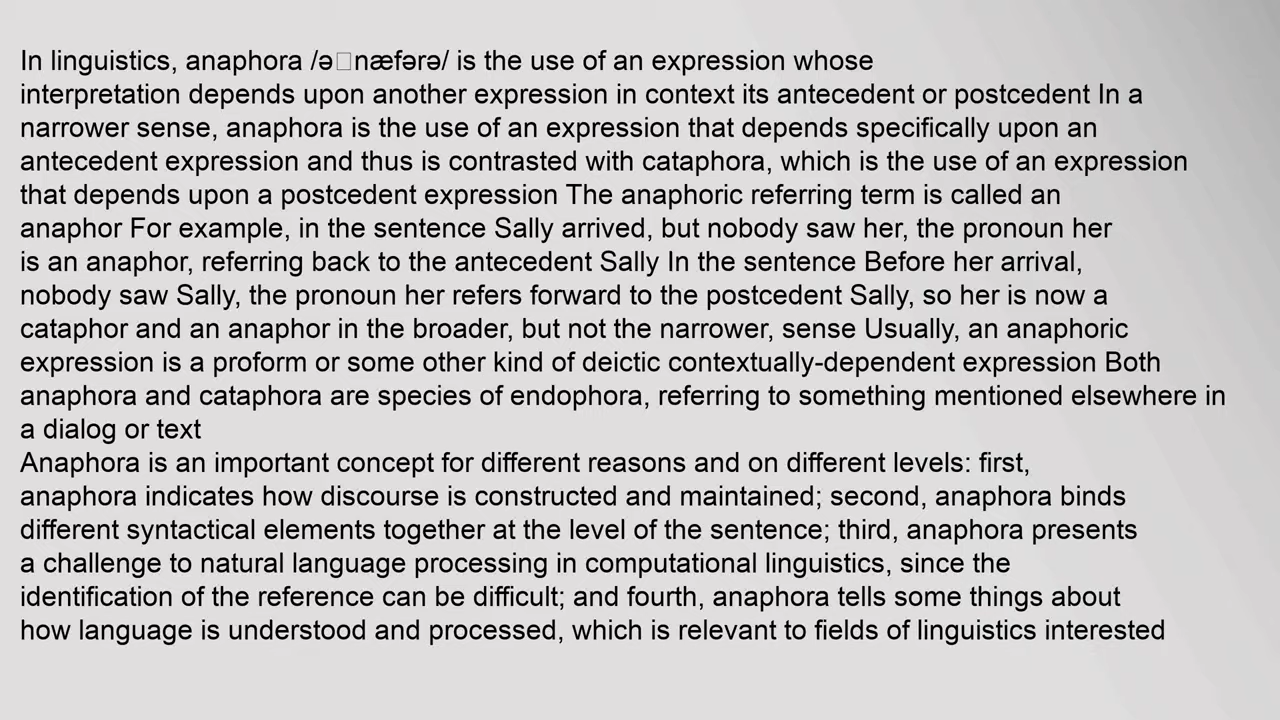 In linguistics, anaphora /ə□næfərə/ is the use of an expression whose
interpretation depends upon another expression in context its antecedent or postcedent In a
narrower sense, anaphora is the use of an expression that depends specifically upon an
antecedent expression and thus is contrasted with cataphora, which is the use of an expression
that depends upon a postcedent expression The anaphoric referring term is called an
anaphor For example, in the sentence Sally arrived, but nobody saw her, the pronoun her
is an anaphor, referring back to the antecedent Sally In the sentence Before her arrival,
nobody saw Sally, the pronoun her refers forward to the postcedent Sally, so her is now a
cataphor and an anaphor in the broader, but not the narrower, sense Usually, an anaphoric
expression is a proform or some other kind of deictic contextually-dependent expression Both
anaphora and cataphora are species of endophora, referring to something mentioned elsewhere in
a dialog or text
Anaphora is an important concept for different reasons and on different levels: first,
anaphora indicates how discourse is constructed and maintained; second, anaphora binds
different syntactical elements together at the level of the sentence; third, anaphora presents
a challenge to natural language processing in computational linguistics, since the
identification of the reference can be difficult; and fourth, anaphora tells some things about
how language is understood and processed, which is relevant to fields of linguistics interested